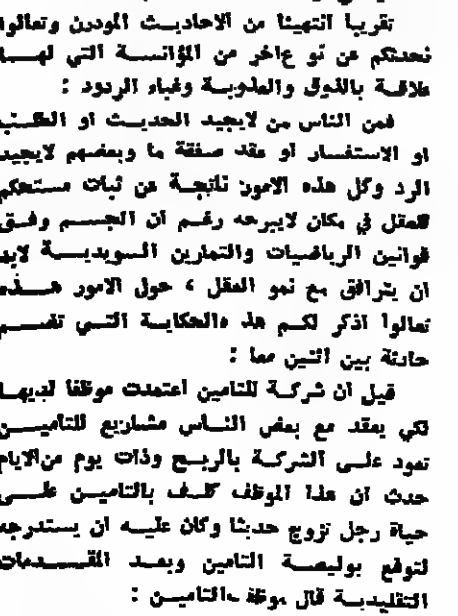 تقريبا انتهينا من الاحاديث المودرن وتعالوا
نحدثكم عن نوع اخر من المؤانسة التي لها
علاقة بالذوق والعذوبة وغباء الردود :
فمن الناس من لايجيد الحديث او الطلب
او الاستفسار او عقد صفقة ما وبعضهم لايجيد
الرد وكل هذه الامور ناتجة عن ثبات مستحكم
للعقل في مكان لايبرحه رغم ان الجسم وفق
قوانين الرياضيات والتمارين السويدية لابد
ان يترافق مع نمو العقل ، حول الامور هذه
تعالوا اذكر لكم هذ الحكاية التي تضم
حادثة بين اثنين معا :
قيل ان شركة للتامين اعتمدت موظفا لديها
لكي يعقد مع بعض الناس مشاريع للتأمين
تعود على الشركة بالربح وذات يوم من الايام
حدث ان هذا الموظف كلف بالتامين على
حياة رجل تزوج حديثا وكان عليه ان يستدرجه
لتوقع بوليصة التامين وبعد المقدمات
التقليدية قال موظف التامين :